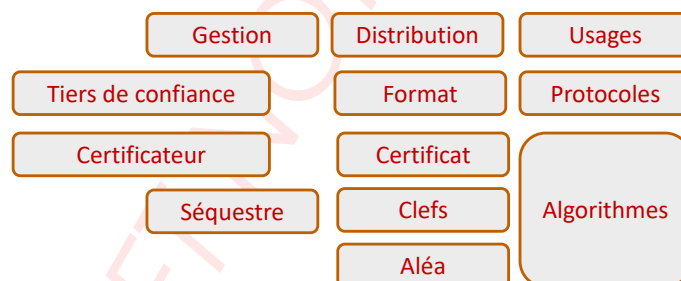 Gestion
Distribution
Usages
Tiers de confiance
Format
Protocoles
Certificateur
Certificat
Séquestre
Clefs
Algorithmes
Aléa